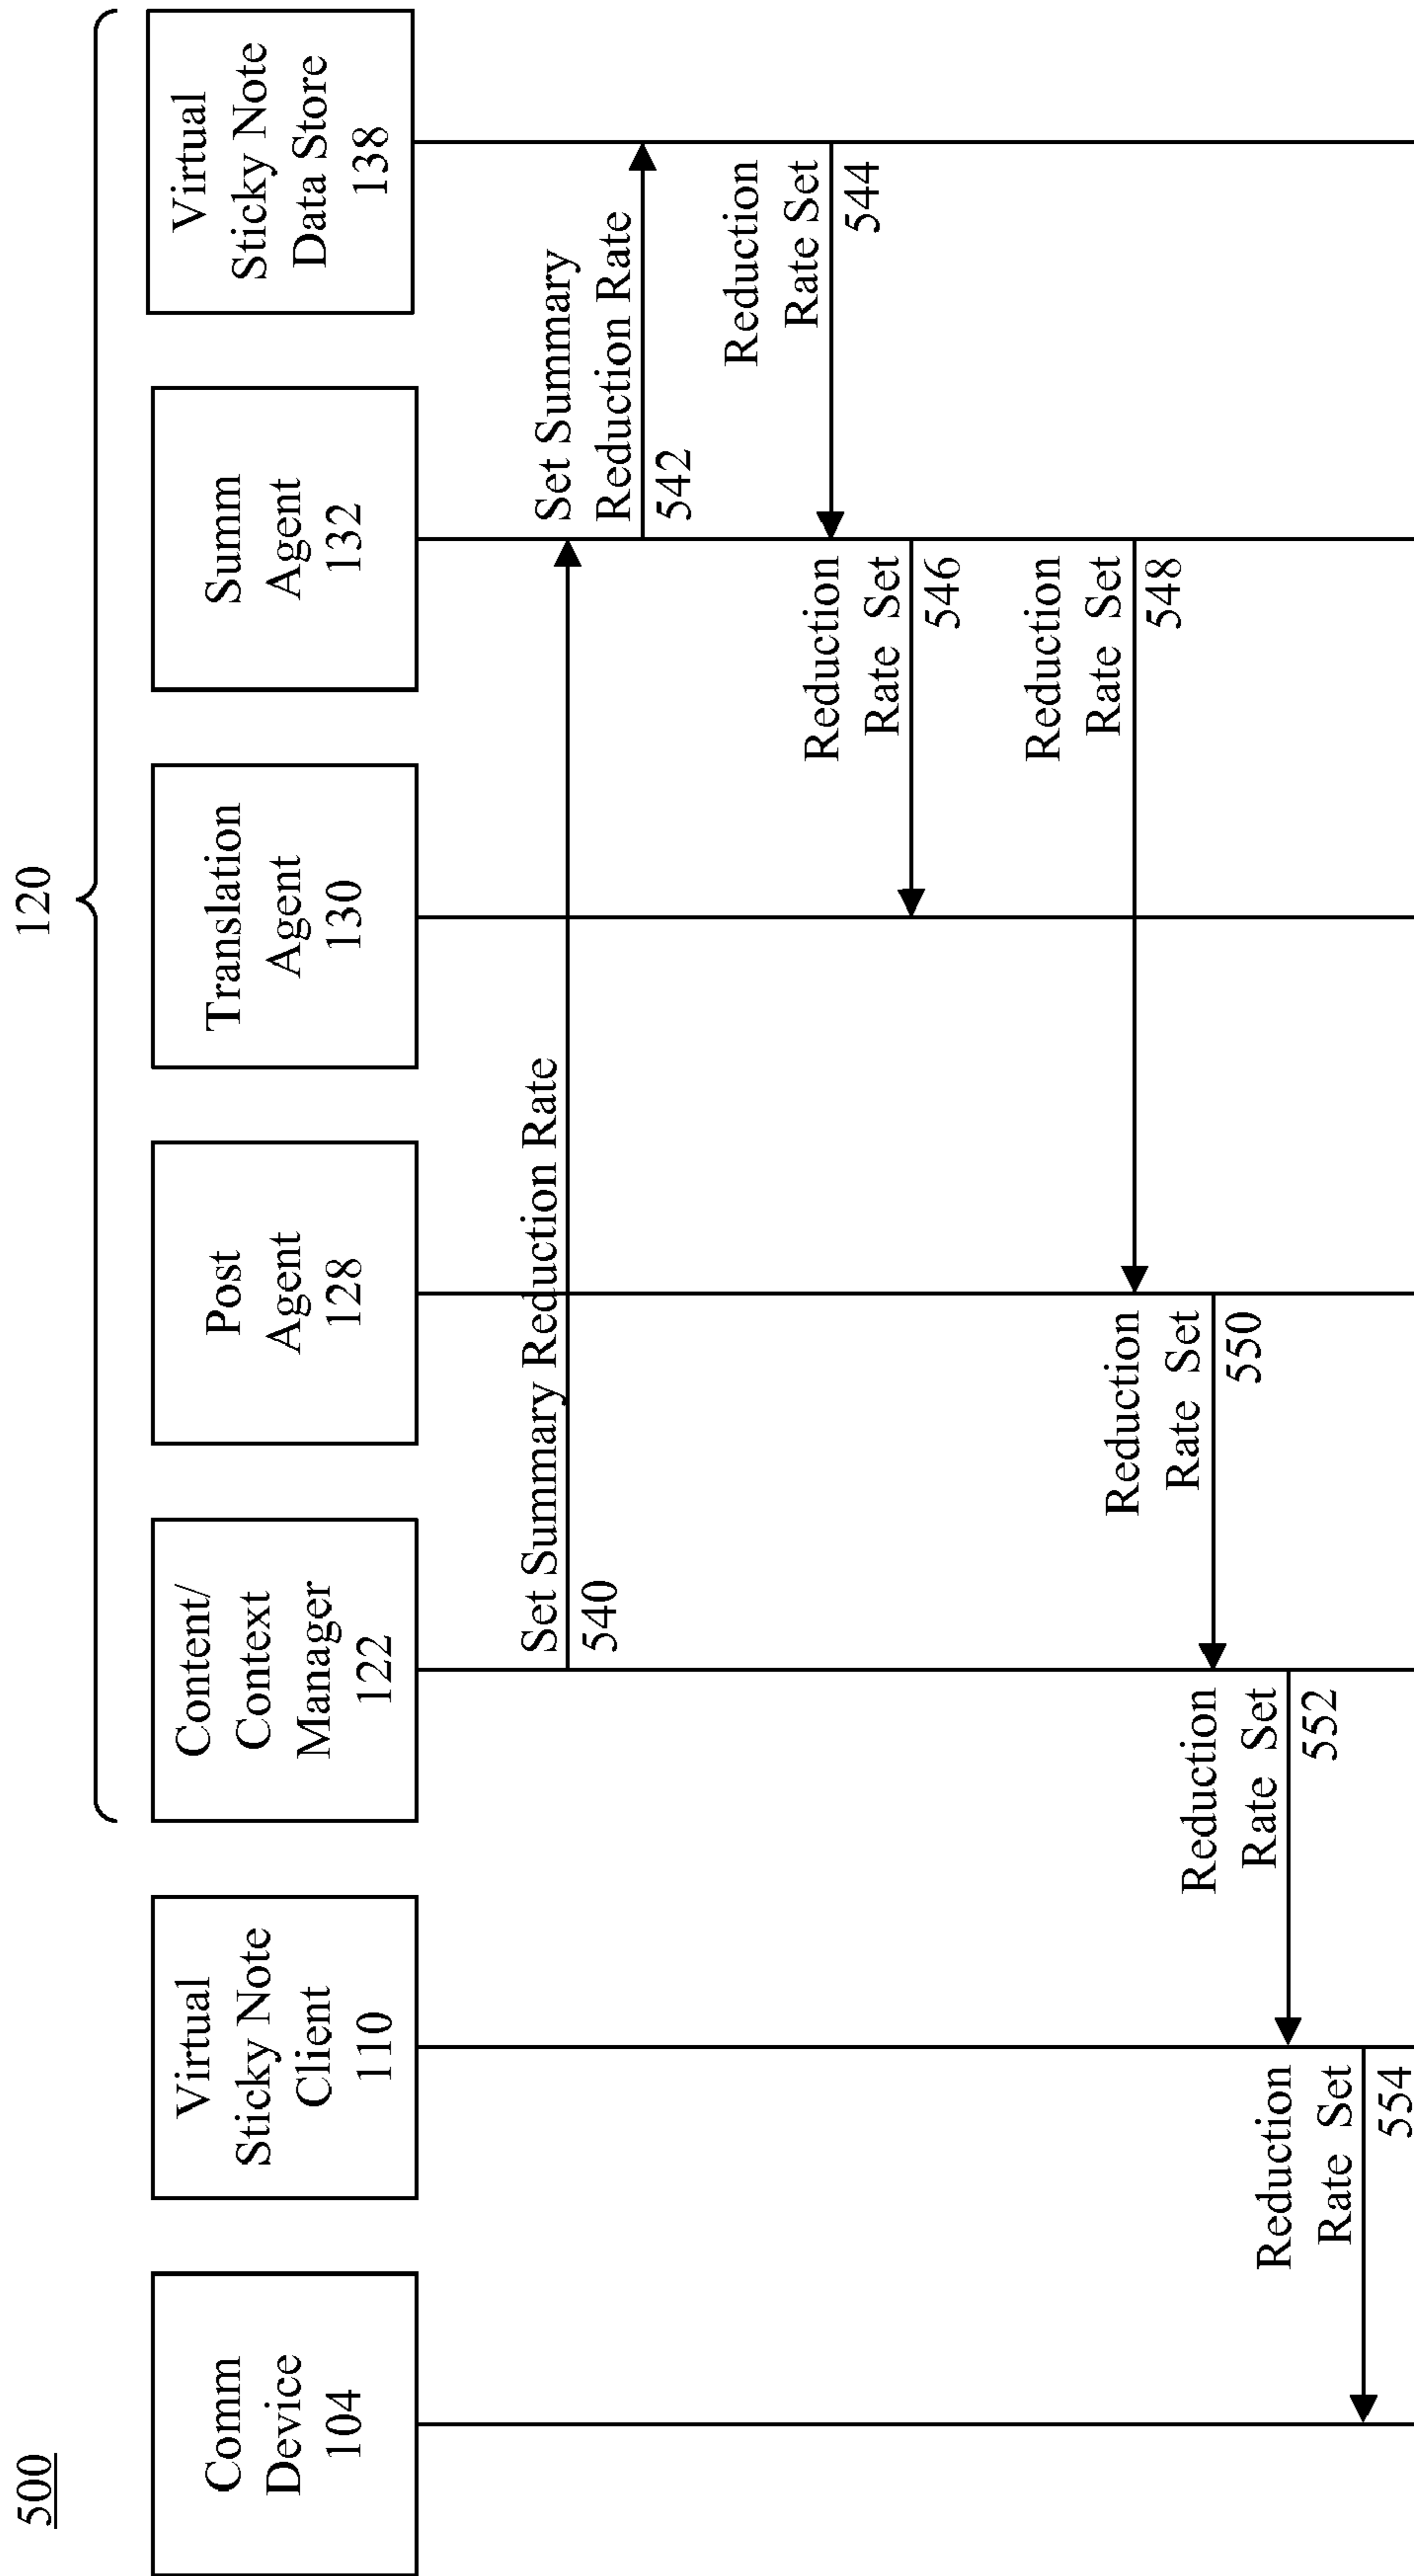 500
120
Comm
Device
104
Virtual
Sticky Note
Client
110
Content/
Context
Manager
122
Post
Agent
128
Translation
Agent
130
Summ
Agent
132
Virtual
Sticky Note
Data Store
138
Set Summary Reduction Rate
540
Set Summary
Reduction Rate
542
Reduction
Rate Set
544
Reduction
Rate Set
546
Reduction
Rate Set
548
Reduction
Rate Set
550
Reduction
Rate Set
552
Reduction
Rate Set
554